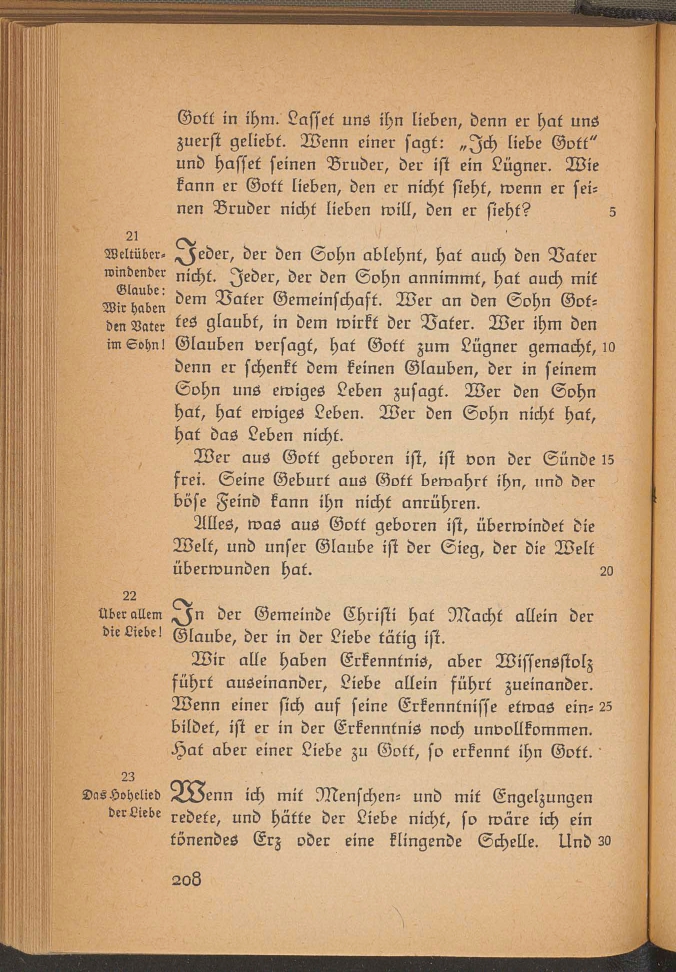 Gott in ihm. Lasset uns ihn lieben, denn er hat uns
zuerst geliebt. Wenn einer sagt: „Ich liebe Gott“
und hasset seinen Bruder, der ist ein Lügner. Wie
kann er Gott lieben, den er nicht sieht, wenn er sei-
nen Bruder nicht lieben will, den er sieht? 5
21
Weltüber-
windender
Glaube:
Wir haben
den Vater
im Sohn!
Jeder, der den Sohn ablehnt, hat auch den Vater
nicht. Jeder, der den Sohn annimmt, hat auch mit
dem Vater Gemeinschaft. Wer an den Sohn Got-
tes glaubt, in dem wirkt der Vater. Wer ihm den
Glauben versagt, hat Gott zum Lügner gemacht, 10
denn er schenkt dem keinen Glauben, der in seinem
Sohn uns ewiges Leben zusagt. Wer den Sohn
hat, hat ewiges Leben. Wer den Sohn nicht hat,
hat das Leben nicht.
Wer aus Gott geboren ist, ist von der Sünde 15
frei. Seine Geburt aus Gott bewahrt ihn, und der
böse Feind kann ihn nicht anrühren.
Alles, was aus Gott geboren ist, überwindet die
Welt, und unser Glaube ist der Sieg, der die Welt
überwunden hat. 20
22
Über allem
die Liebe!
In der Gemeinde Christi hat Macht allein der
Glaube, der in der Liebe tätig ist.
Wir alle haben Erkenntnis, aber Wissensstolz
führt auseinander, Liebe allein führt zueinander.
Wenn einer sich auf seine Erkenntnisse etwas ein- 25
bildet, ist er in der Erkenntnis noch unvollkommen.
Hat aber einer Liebe zu Gott, so erkennt ihn Gott.
23
Das Hohelied
der Liebe
Wenn ich mit Menschen- und mit Engelzungen
redete, und hätte der Liebe nicht, so wäre ich ein
tönendes Erz oder eine klingende Schelle. Und 30
208